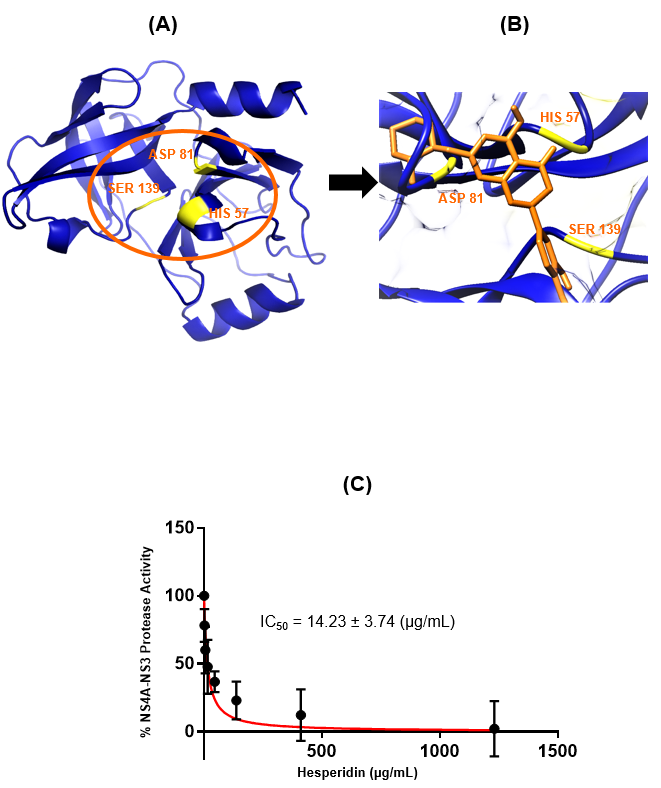 (A)
(B)
ASP 81
SER 139
HIS 57
HIS 57
ASP 81
SER 139
(C)
% NS4A-NS3 Protease Activity
150
100
50
0
IC50 = 14.23 ± 3.74 (µg/mL)
500
1000
1500
Hesperidin (µg/mL)